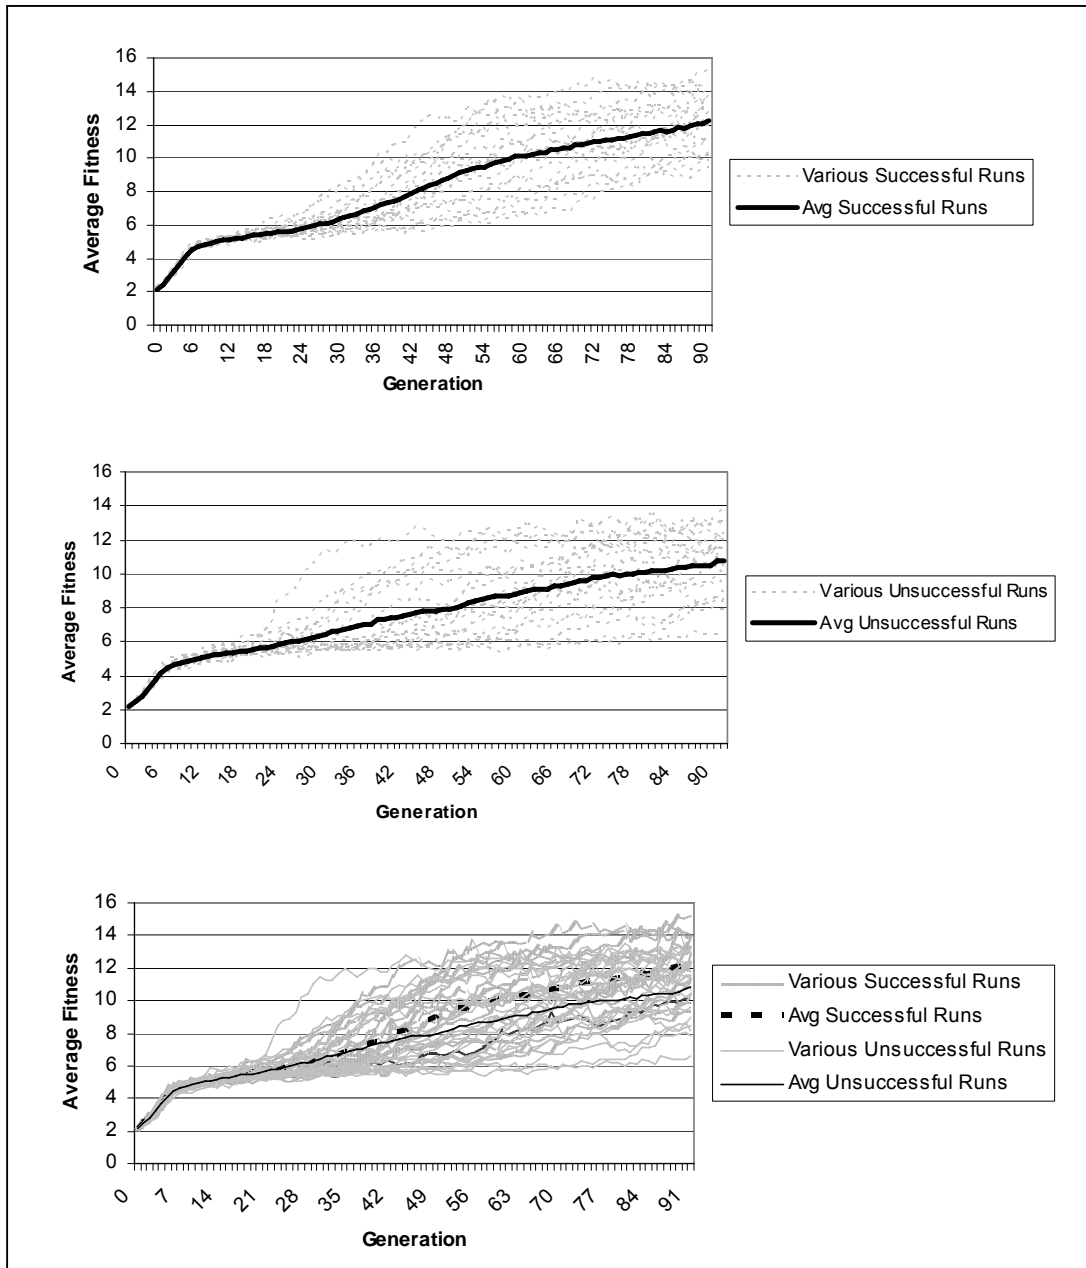 16
14
12
10
8
6
4
2
0
Average Fitness
0 6 12 18 24 30 36 42 48 54 60 66 72 78 84 90
Generation
Various Successful Runs
Avg Successful Runs
16
14
12
10
8
6
4
2
0
Average Fitness
0 6 12 18 24 30 36 42 48 54 60 66 72 78 84 90
Generation
Various Unsuccessful Runs
Avg Unsuccessful Runs
16
14
12
10
8
6
4
2
0
Average Fitness
0 7 14 21 28 35 42 49 56 63 70 77 84 91
Generation
Various Successful Runs
Avg Successful Runs
Various Unsuccessful Runs
Avg Unsuccessful Runs